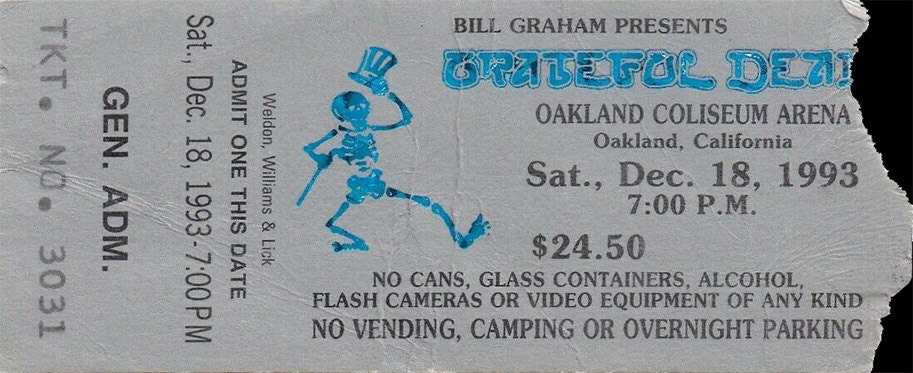 TKT. NO. 3031
GEN. ADM.
Sat., Dec. 18, 1993-7:00 PM
ADMIT ONE THIS DATE
Weldon, Williams & Lick
BILL GRAHAM PRESENTS
GRATEFUL DEA
OAKLAND COLISEUM ARENA
Oakland, California
Sat., Dec. 18, 1993
7:00 P.M.
$24.50
NO CANS, GLASS CONTAINERS, ALCOHOL,
FLASH CAMERAS OR VIDEO EQUIPMENT OF ANY KIND
NO VENDING, CAMPING OR OVERNIGHT PARKING